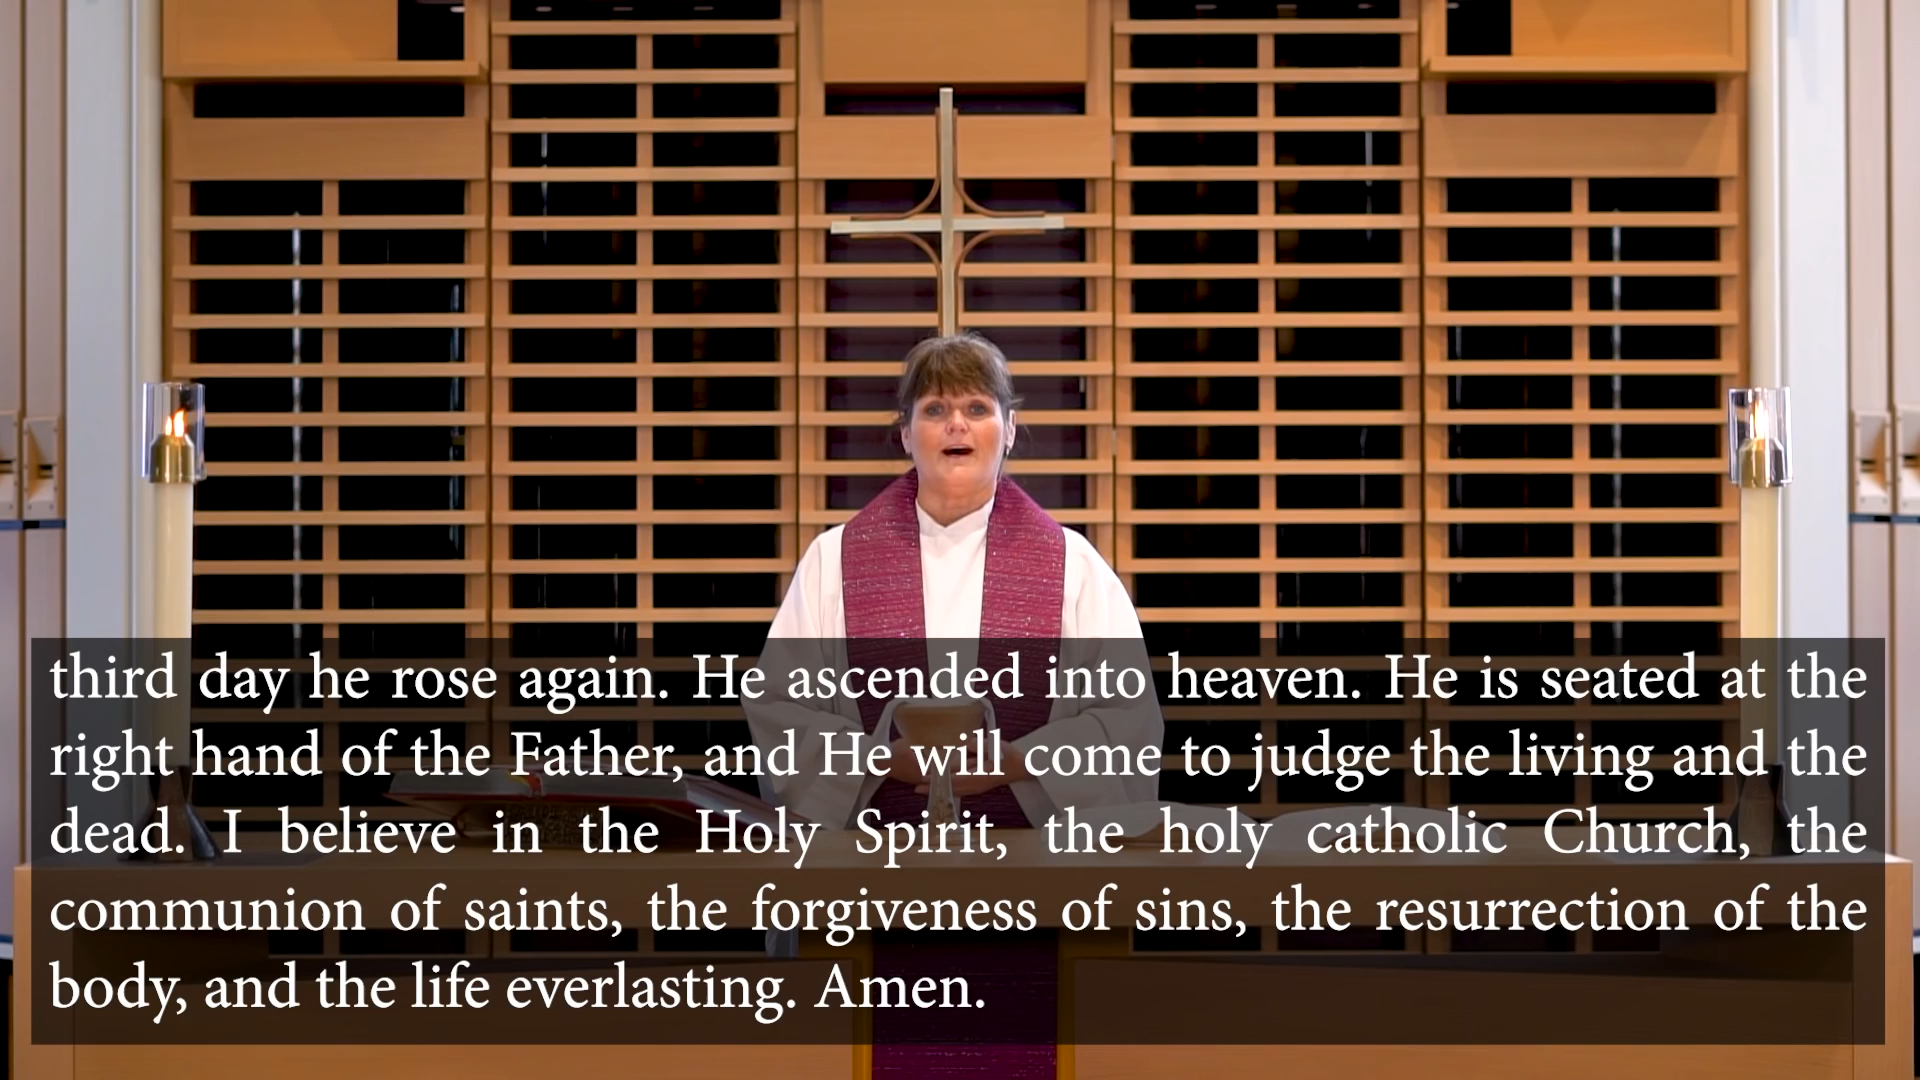 third day he rose again. He ascended into heaven. He is seated at the
right hand of the Father, and He will come to judge the living and the
dead. I believe in the Holy Spirit, the holy catholic Church, the
communion of saints, the forgiveness of sins, the resurrection of the
body, and the life everlasting. Amen.